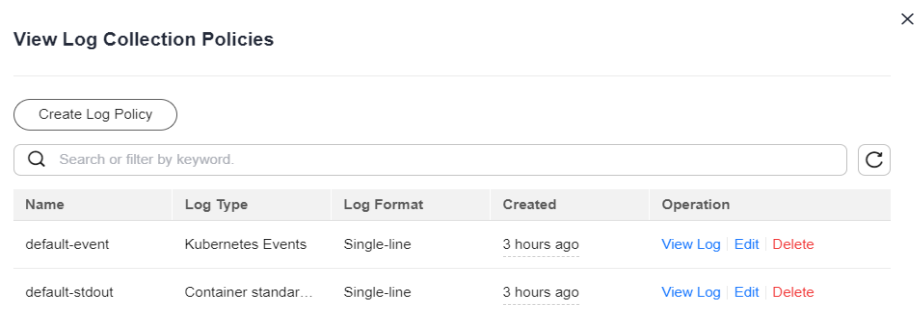 View Log Collection Policies
Create Log Policy
Search or filter by keyword.
Name Log Type Log Format Created Operation
default-event Kubernetes Events Single-line 3 hours ago View Log Edit Delete
default-stdout Container standar... Single-line 3 hours ago View Log Edit Delete